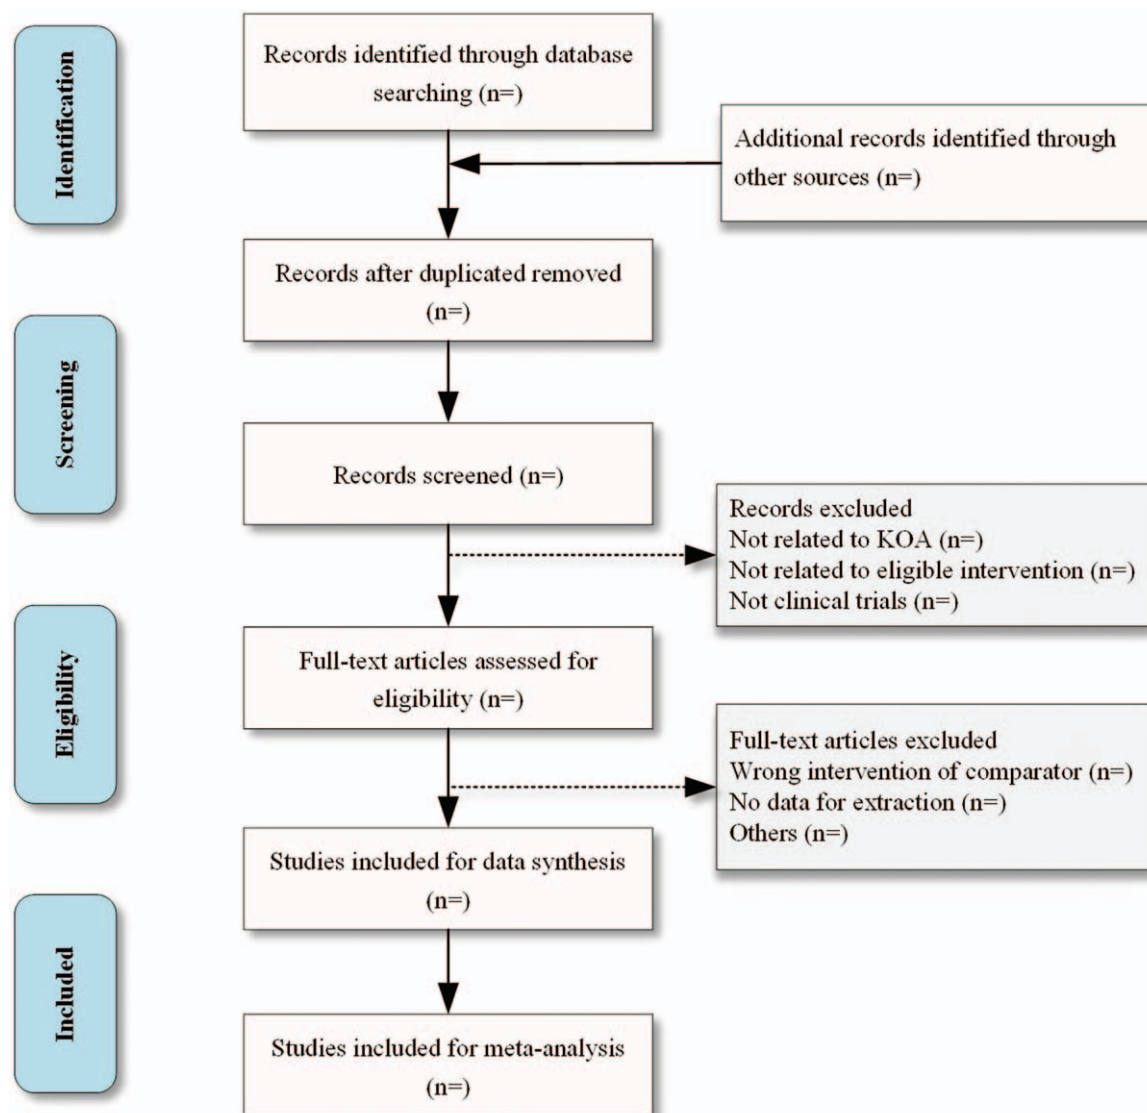 Identification
Records identified through database
searching (n=)
Additional records identified through
other sources (n=)
Records after duplicated removed
(n=)
Screening
Records screened (n=)
Records excluded
Not related to KOA (n=)
Not related to eligible intervention (n=)
Not clinical trials (n=)
Eligibility
Full-text articles assessed for
eligibility (n=)
Full-text articles excluded
Wrong intervention of comparator (n=)
No data for extraction (n=)
Others (n=)
Studies included for data synthesis
(n=)
Included
Studies included for meta-analysis
(n=)